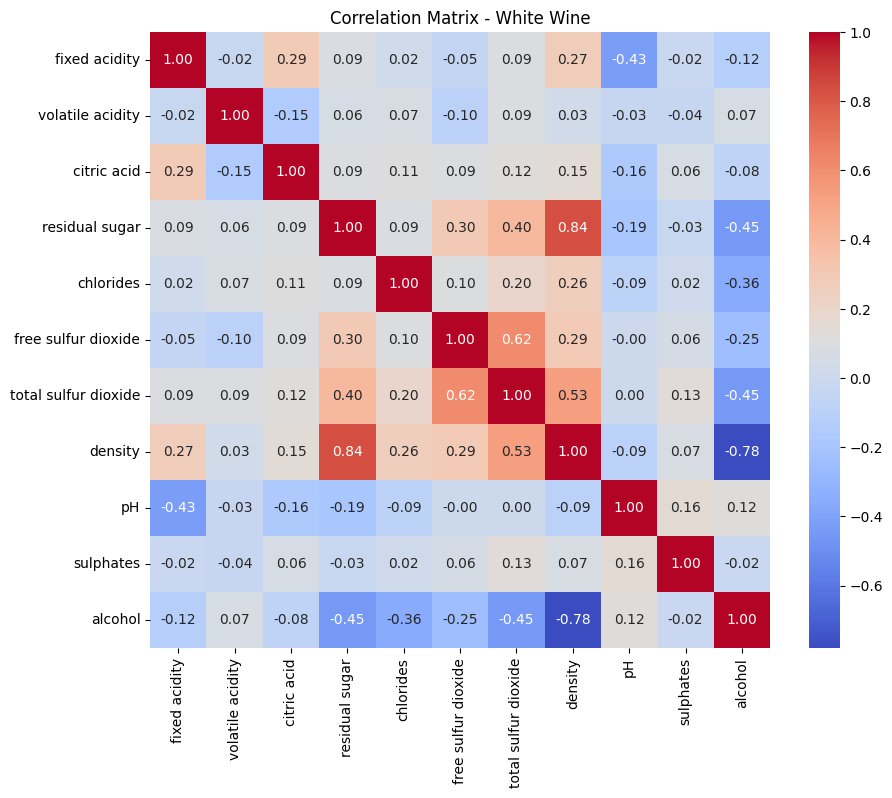 Correlation Matrix - White Wine
fixed acidity 1.00 -0.02 0.29 0.09 0.02 -0.05 0.09 0.27 -0.43 -0.02 -0.12
volatile acidity -0.02 1.00 -0.15 0.06 0.07 -0.10 0.09 0.03 -0.03 -0.04 0.07
citric acid 0.29 -0.15 1.00 0.09 0.11 0.09 0.12 0.15 -0.16 0.06 -0.08
residual sugar 0.09 0.06 0.09 1.00 0.09 0.30 0.40 0.84 -0.19 -0.03 -0.45
chlorides 0.02 0.07 0.11 0.09 1.00 0.10 0.20 0.26 -0.09 0.02 -0.36
free sulfur dioxide -0.05 -0.10 0.09 0.30 0.10 1.00 0.62 0.29 -0.00 0.06 -0.25
total sulfur dioxide 0.09 0.09 0.12 0.40 0.20 0.62 1.00 0.53 0.00 0.13 -0.45
density 0.27 0.03 0.15 0.84 0.26 0.29 0.53 1.00 -0.09 0.07 -0.78
pH -0.43 -0.03 -0.16 -0.19 -0.09 -0.00 0.00 -0.09 1.00 0.16 0.12
sulphates -0.02 -0.04 0.06 -0.03 0.02 0.06 0.13 0.07 0.16 1.00 -0.02
alcohol -0.12 0.07 -0.08 -0.45 -0.36 -0.25 -0.45 -0.78 0.12 -0.02 1.00
fixed acidity
volatile acidity
citric acid
residual sugar
chlorides
free sulfur dioxide
total sulfur dioxide
density
pH
sulphates
alcohol
1.0
0.8
0.6
0.4
0.2
0.0
−0.2
−0.4
−0.6